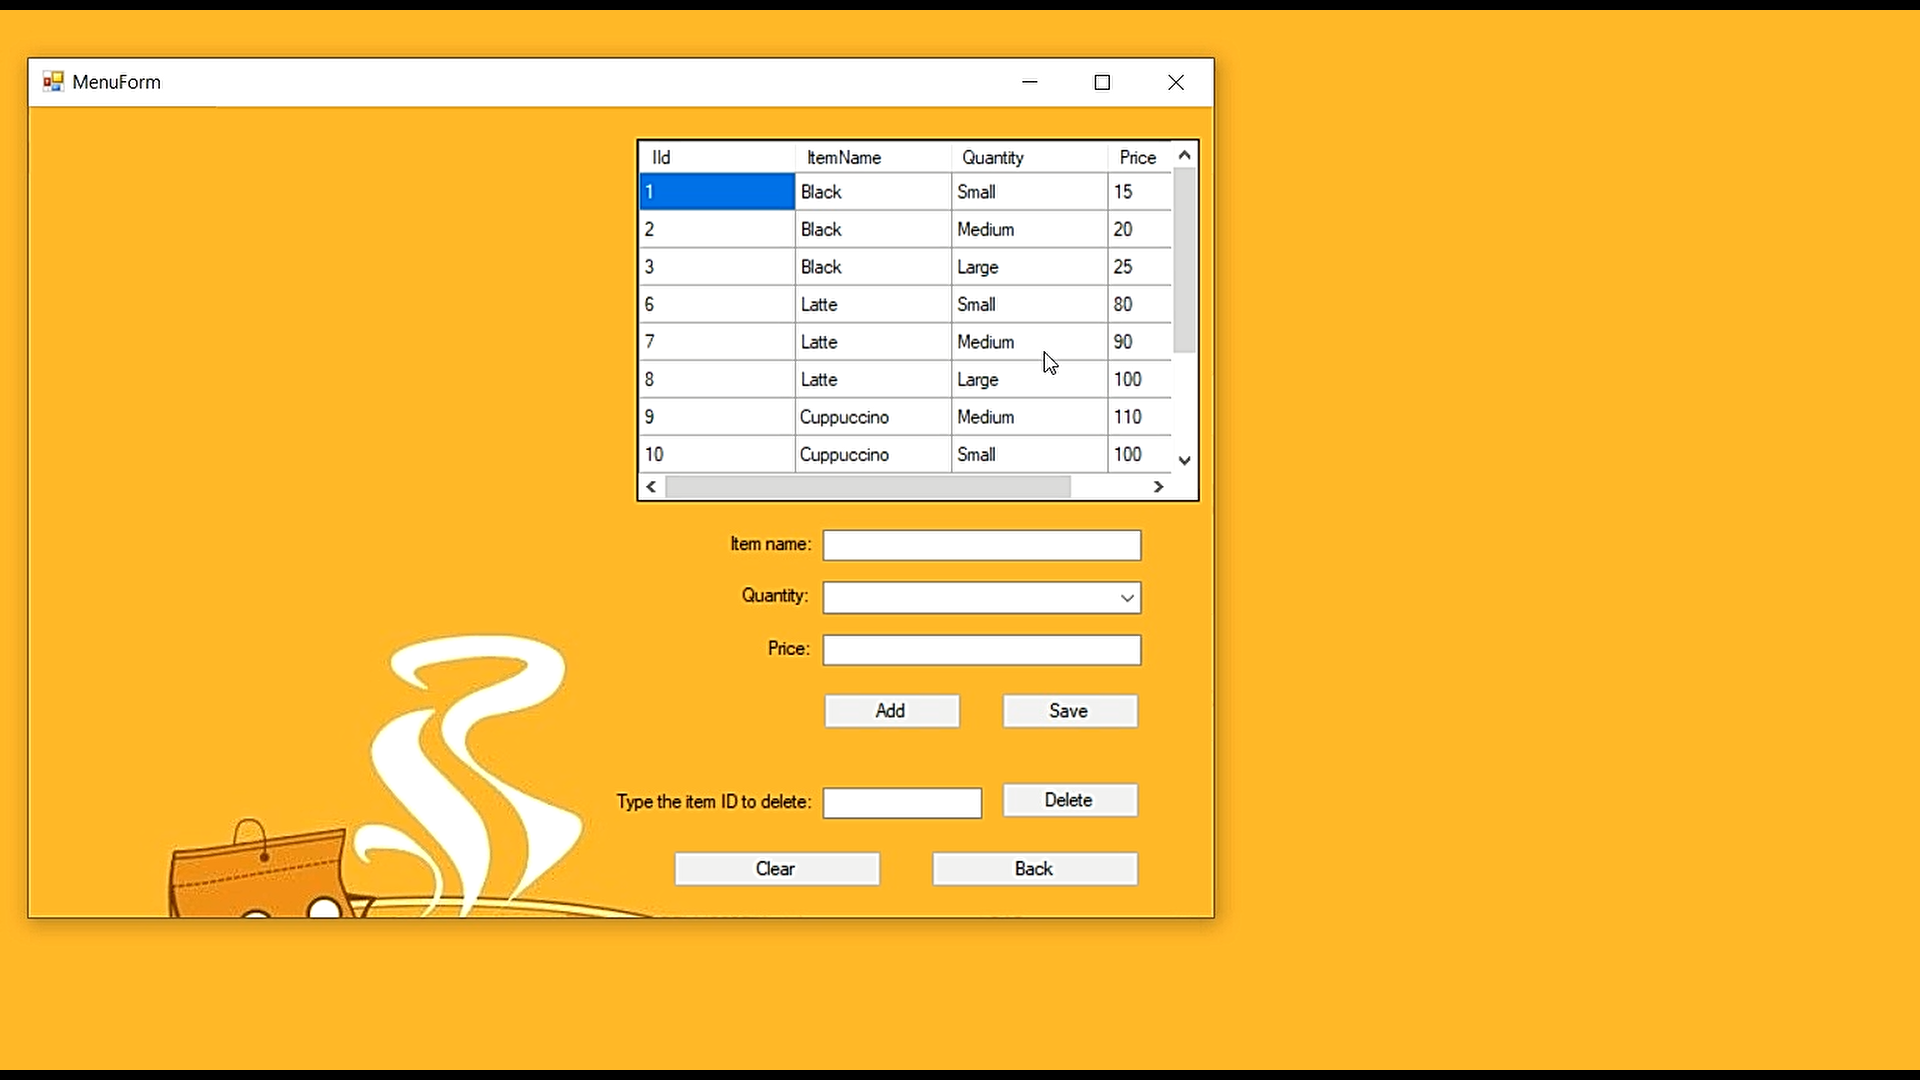 MenuForm
IId ItemName Quantity Price
1 Black Small 15
2 Black Medium 20
3 Black Large 25
6 Latte Small 80
7 Latte Medium 90
8 Latte Large 100
9 Cuppuccino Medium 110
10 Cuppuccino Small 100
Item name:
Quantity:
Price:
Add Save
Type the item ID to delete: Delete
Clear Back